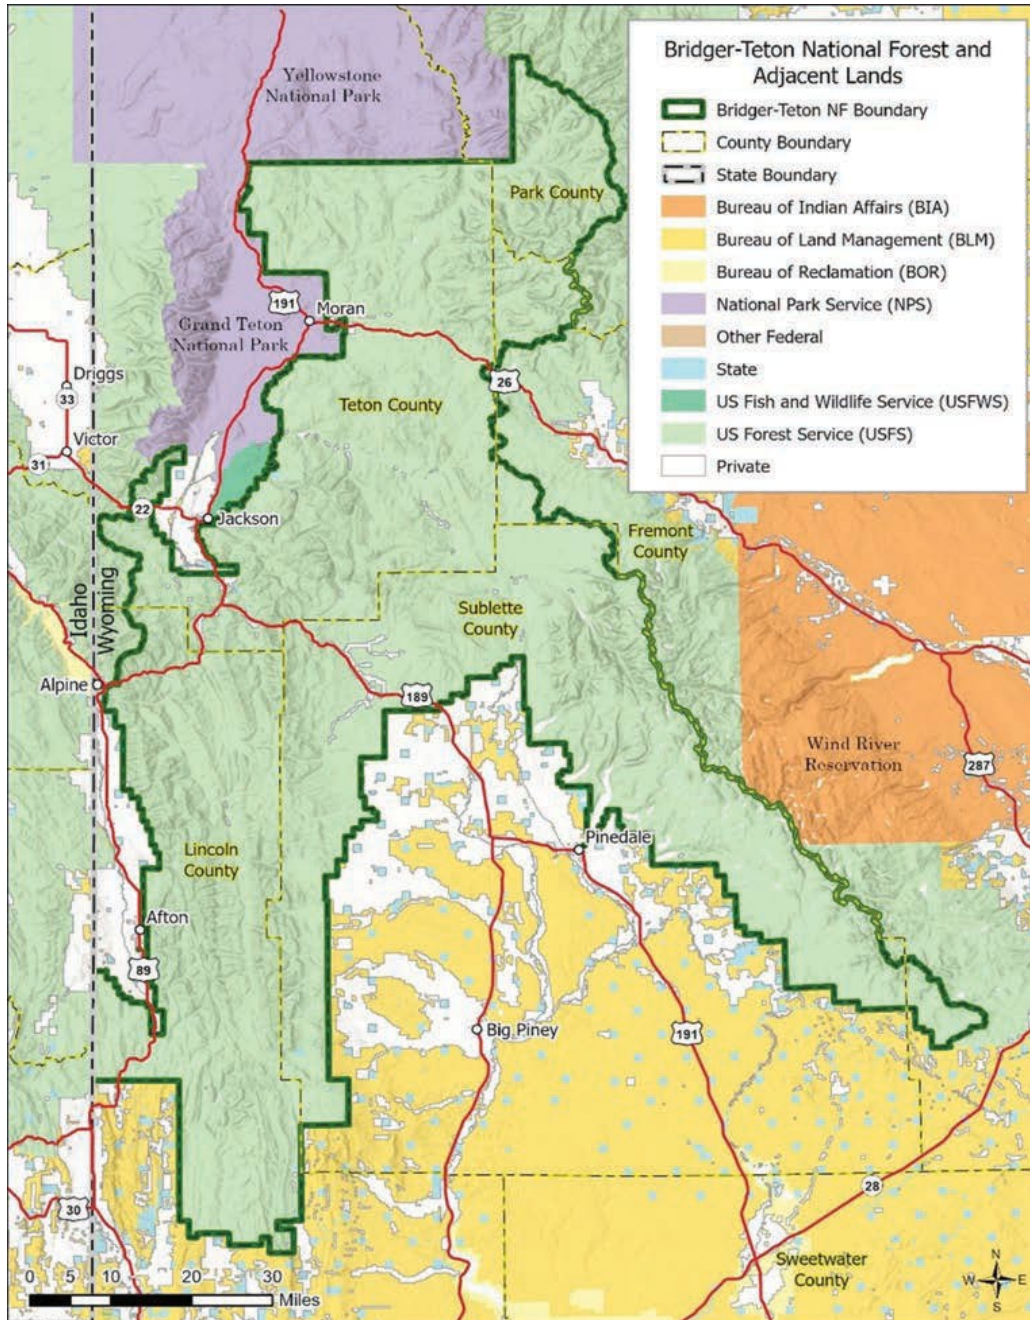 Bridger-Teton National Forest and
Adjacent Lands
Bridger-Teton NF Boundary
County Boundary
State Boundary
Bureau of Indian Affairs (BIA)
Bureau of Land Management (BLM)
Bureau of Reclamation (BOR)
National Park Service (NPS)
Other Federal
State
US Fish and Wildlife Service (USFWS)
US Forest Service (USFS)
Private
Yellowstone
National Park
Park County
191
Moran
Grand Teton
National Park
Driggs
33
26
Teton County
Victor
31
22
Jackson
Fremont
County
Idaho
Wyoming
Sublette
County
Alpine
189
Wind River
Reservation
287
Pinedale
Lincoln
County
Afton
89
Big Piney
191
28
30
Sweetwater
County
0 5 10 20 30
Miles
N
W E
S